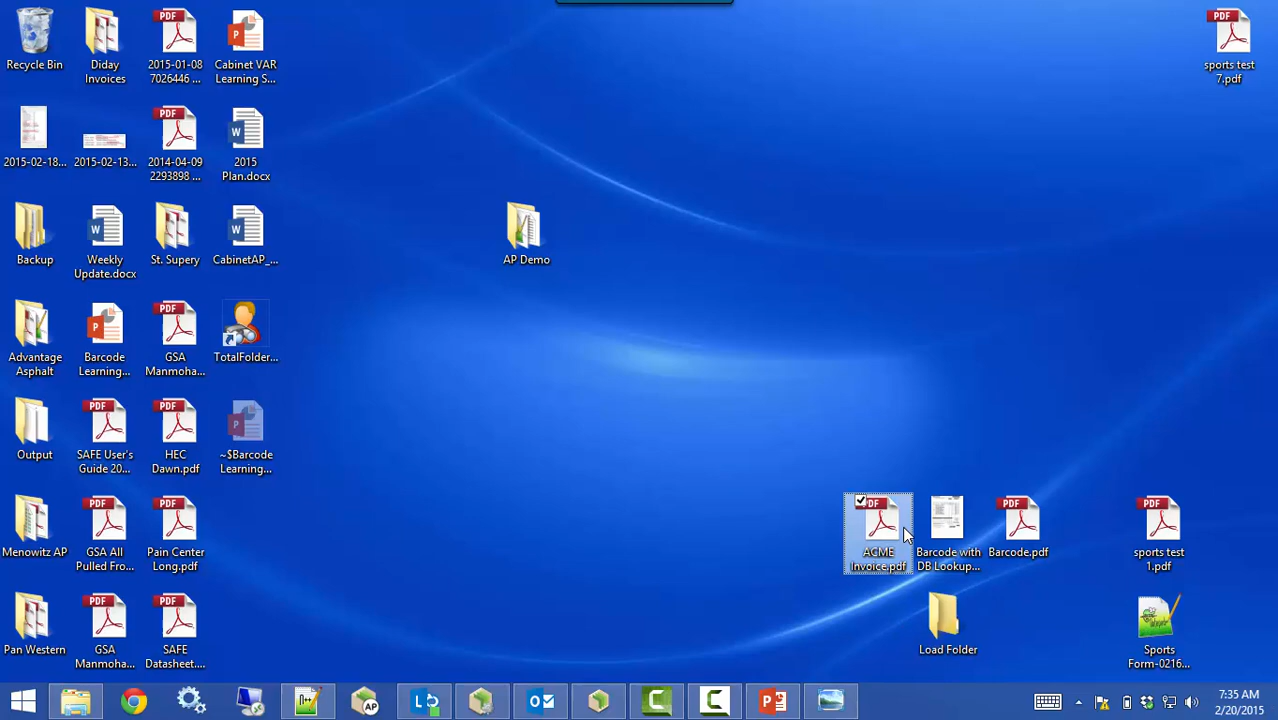 Recycle Bin
Diday
Invoices
PDF
2015-01-08
7026446 ...
Cabinet VAR
Learning S...
PDF
sports test
7.pdf
2015-02-18...
2015-02-13...
PDF
2014-04-09
2293898 ...
2015
Plan.docx
Backup
Weekly
Update.docx
St. Supery
CabinetAP_...
AP Demo
Advantage
Asphalt
Barcode
Learning...
PDF
GSA
Manmoha...
TotalFolder...
Output
PDF
SAFE User's
Guide 20...
PDF
HEC
Dawn.pdf
~$Barcode
Learning...
Menowitz AP
PDF
GSA All
Pulled Fro...
PDF
Pain Center
Long.pdf
DF
ACME
Invoice.pdf
Barcode with
DB Lookup...
PDF
Barcode.pdf
PDF
sports test
1.pdf
Pan Western
PDF
GSA
Manmoha...
PDF
SAFE
Datasheet....
Load Folder
Sports
Form-0216...
AP
7:35 AM
2/20/2015